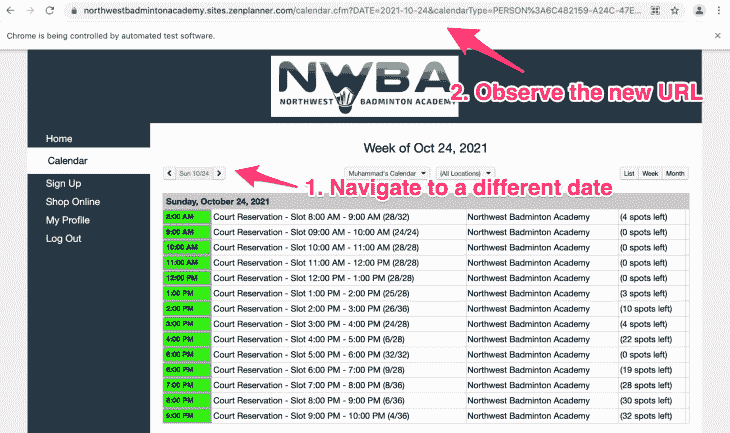 northwestbadmintonacademy.sites.zenplanner.com/calendar.cfm?DATE=2021-10-24&calendarType=PERSON%3A6C482159-A24C-47E...
Chrome is being controlled by automated test software.
NWBA
NORTHWEST BADMINTON ACADEMY
2. Observe the new URL
Home
Calendar
Sign Up
Shop Online
My Profile
Log Out
Week of Oct 24, 2021
Sun 10/24
Muhammad's Calendar
(All Locations)
List Week Month
1. Navigate to a different date
Sunday, October 24, 2021
8:00 AM Court Reservation - Slot 8:00 AM - 9:00 AM (28/32) Northwest Badminton Academy (4 spots left)
9:00 AM Court Reservation - Slot 09:00 AM - 10:00 AM (24/24) Northwest Badminton Academy (0 spots left)
10:00 AM Court Reservation - Slot 10:00 AM - 11:00 AM (28/28) Northwest Badminton Academy (0 spots left)
11:00 AM Court Reservation - Slot 11:00 AM - 12:00 PM (28/28) Northwest Badminton Academy (0 spots left)
12:00 PM Court Reservation - Slot 12:00 PM - 1:00 PM (28/28) Northwest Badminton Academy (0 spots left)
1:00 PM Court Reservation - Slot 1:00 PM - 2:00 PM (25/28) Northwest Badminton Academy (3 spots left)
2:00 PM Court Reservation - Slot 2:00 PM - 3:00 PM (26/36) Northwest Badminton Academy (10 spots left)
3:00 PM Court Reservation - Slot 3:00 PM - 4:00 PM (24/28) Northwest Badminton Academy (4 spots left)
4:00 PM Court Reservation - Slot 4:00 PM - 5:00 PM (6/28) Northwest Badminton Academy (22 spots left)
Court Reservation - Slot 5:00 PM - 6:00 PM (32/32) Northwest Badminton Academy (0 spots left)
6:00 PM Court Reservation - Slot 6:00 PM - 7:00 PM (9/28) Northwest Badminton Academy (19 spots left)
7:00 PM Court Reservation - Slot 7:00 PM - 8:00 PM (8/36) Northwest Badminton Academy (28 spots left)
8:00 PM Court Reservation - Slot 8:00 PM - 9:00 PM (6/36) Northwest Badminton Academy (30 spots left)
9:00 PM Court Reservation - Slot 9:00 PM - 10:00 PM (4/36) Northwest Badminton Academy (32 spots left)